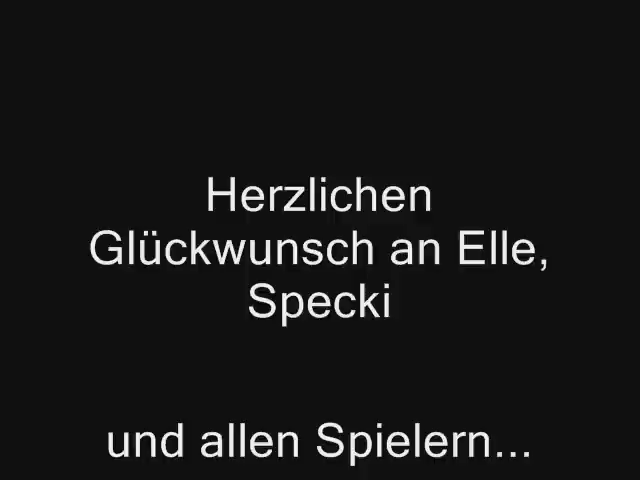 Herzlichen
Glückwunsch an Elle,
Specki
und allen Spielern...